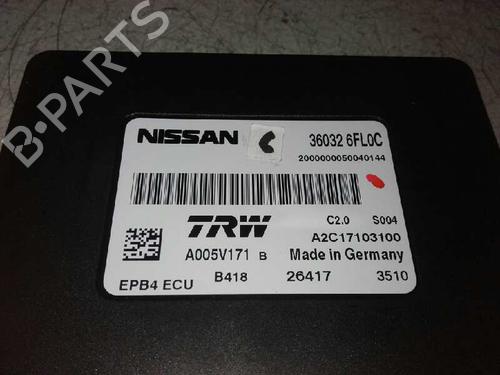 NISSAN C 36032 6FL0C
2000000050040144
TRW C2.0 S004
A2C17103100
A005V171 B Made in Germany
EPB4 ECU B418 26417 3510
B-PARTS